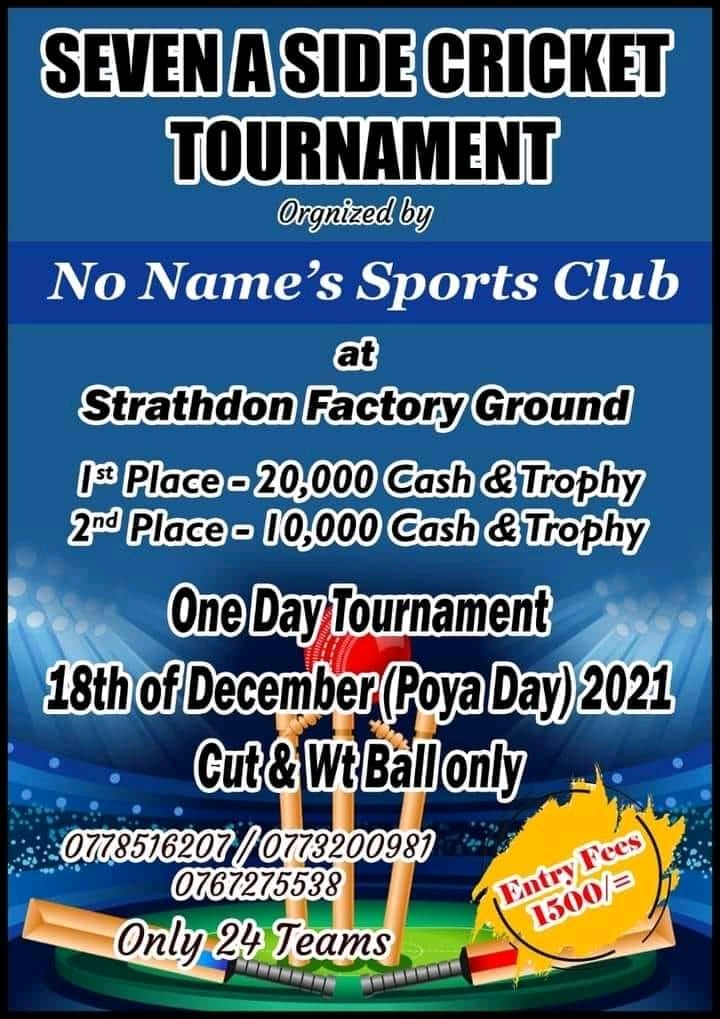 SEVEN A SIDE CRICKET
TOURNAMENT
Orgnized by
No Name's Sports Club
at
Strathdon Factory Ground
1st Place - 20,000 Cash & Trophy
2nd Place - 10,000 Cash & Trophy
One Day Tournament
18th of December (Poya Day) 2021
Cut & Wt Ball only
0778516207 / 0773200981
0767275538
Only 24 Teams
Entry Fees
1500/=